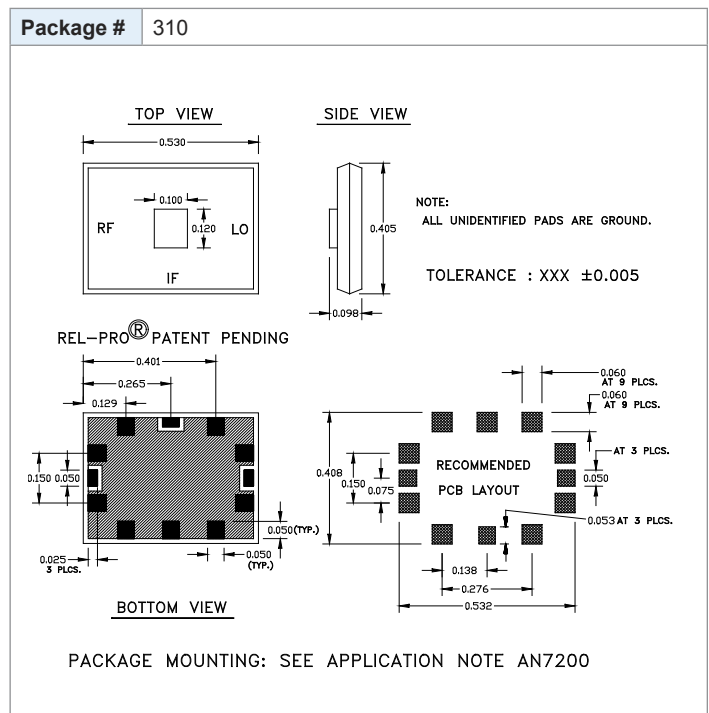 Package # 310
TOP VIEW
SIDE VIEW
0.530
0.100
0.120
RF
LO
IF
0.405
0.098
NOTE:
ALL UNIDENTIFIED PADS ARE GROUND.
TOLERANCE : XXX ±0.005
REL-PRO® PATENT PENDING
0.401
0.265
0.129
0.150
0.050
0.025
3 PLCS.
0.050(TYP.)
0.050
(TYP.)
BOTTOM VIEW
0.060
AT 9 PLCS.
0.060
AT 9 PLCS.
0.408
0.150
0.075
RECOMMENDED
PCB LAYOUT
AT 3 PLCS.
0.050
0.053 AT 3 PLCS.
0.138
0.276
0.532
PACKAGE MOUNTING: SEE APPLICATION NOTE AN7200